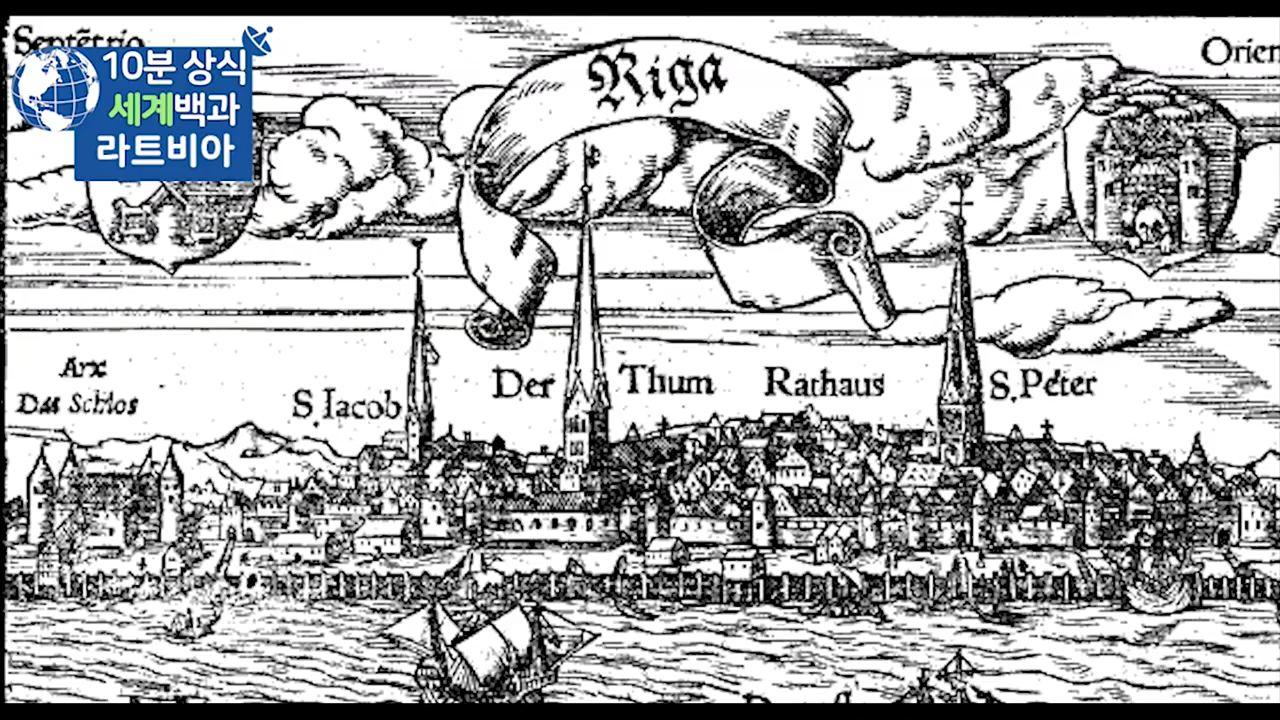 Septētrio
10분 상식
세계백과
라트비아
Riga
Orien
Arx
Das Schlos
S. Iacob
Der Thum
Rathaus
S. Peter